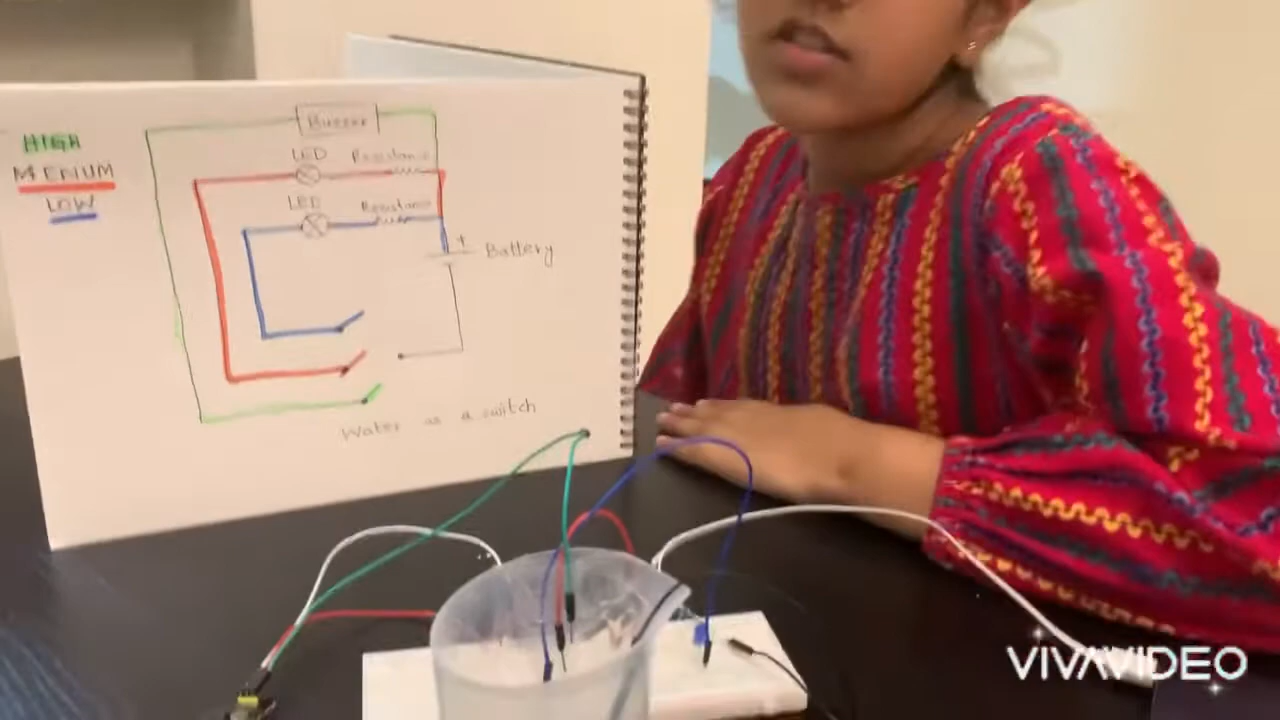 HIGH
MEDIUM
LOW
Buzzer
LED Resistance
LED Resistance
+
Battery
Water as a switch
VIVAVIDEO